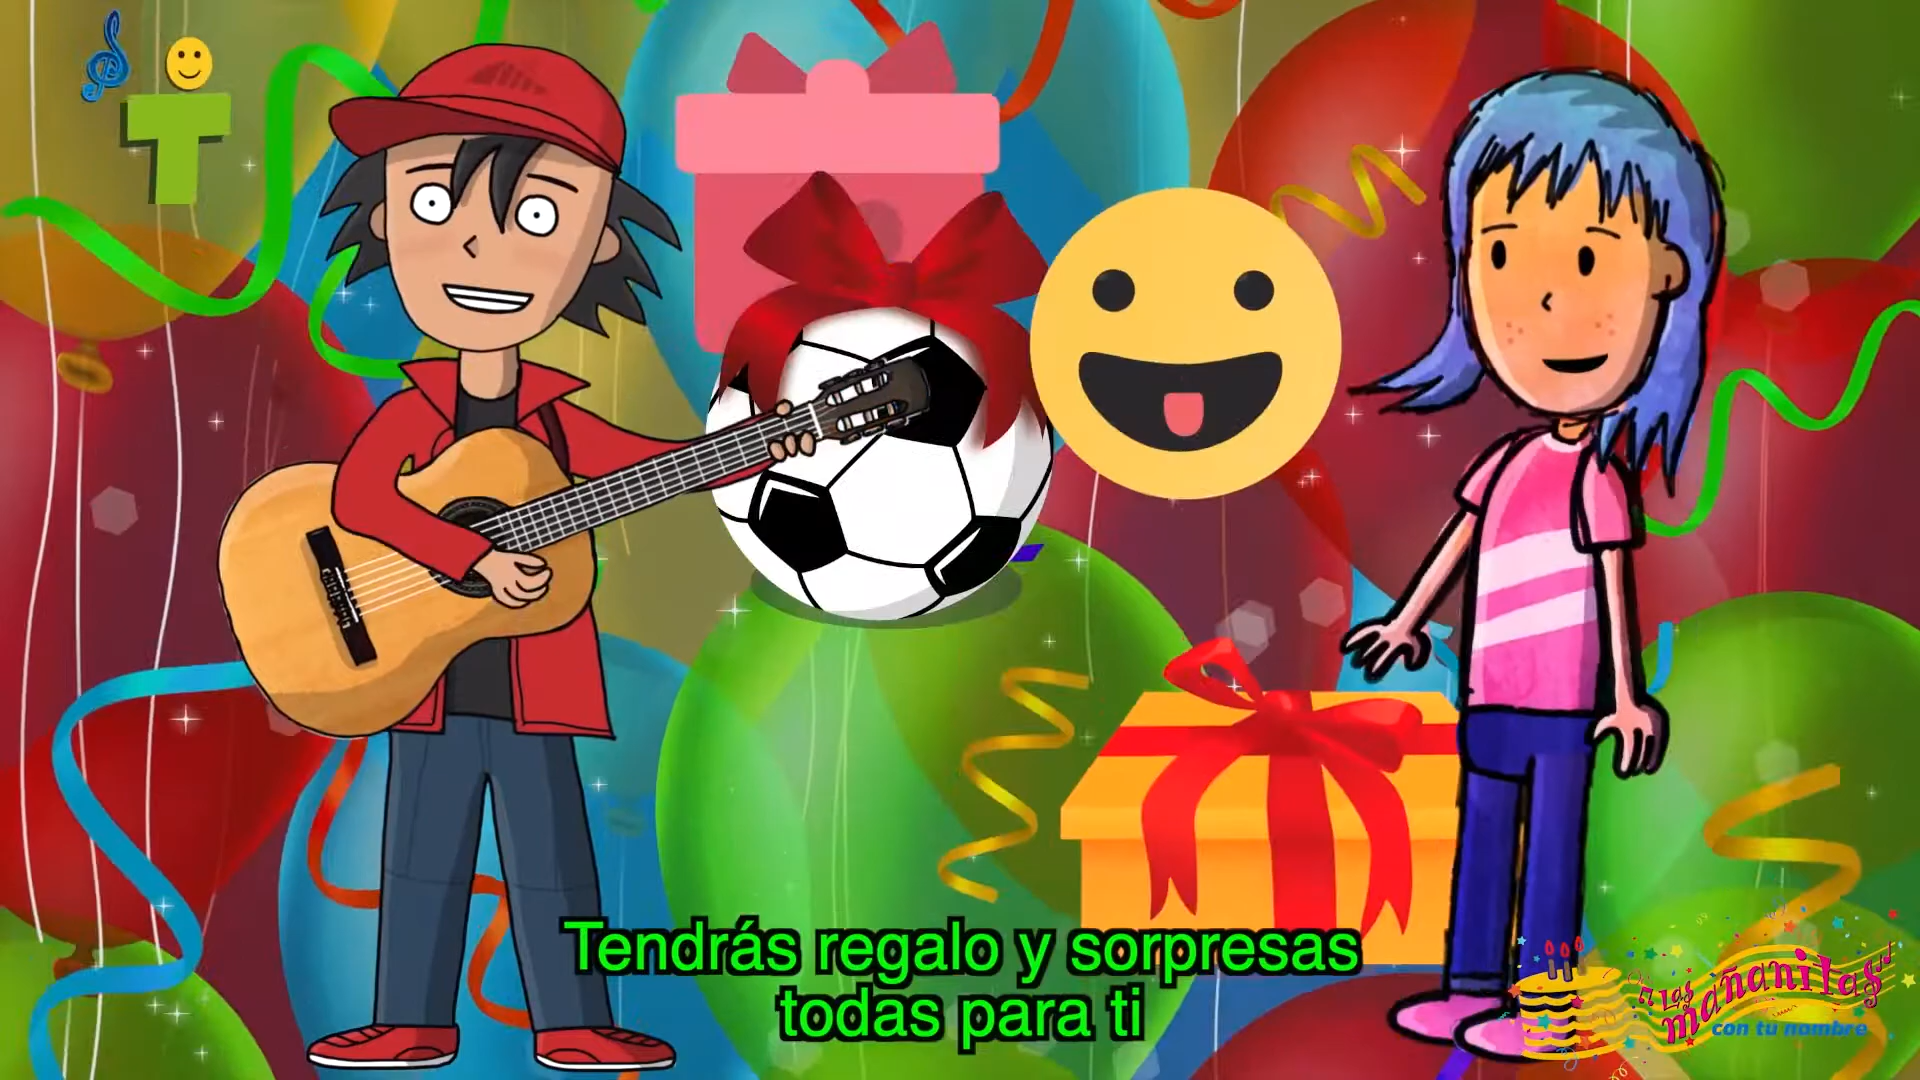 T
Tendrás regalo y sorpresas
todas para ti
Las
mañanitas
con tu nombre